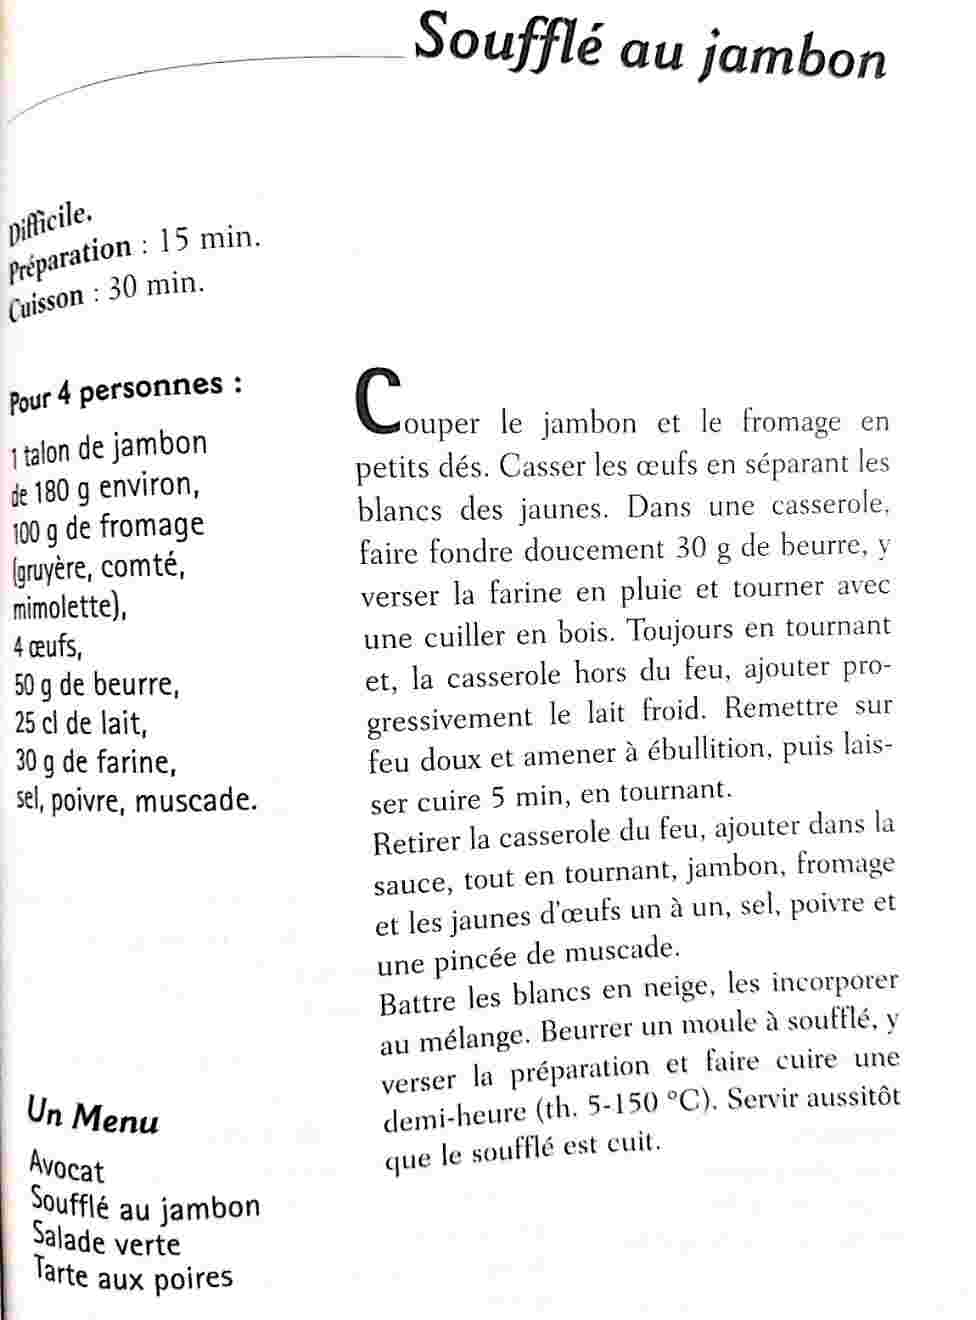 Soufflé au jambon
Difficile.
Préparation : 15 min.
Cuisson : 30 min.
Pour 4 personnes :
1 talon de jambon
de 180 g environ,
100 g de fromage
(gruyère, comté,
mimolette),
4 œufs,
50 g de beurre,
25 cl de lait,
30 g de farine,
sel, poivre, muscade.
Couper le jambon et le fromage en
petits dés. Casser les œufs en séparant les
blancs des jaunes. Dans une casserole,
faire fondre doucement 30 g de beurre, y
verser la farine en pluie et tourner avec
une cuiller en bois. Toujours en tournant
et, la casserole hors du feu, ajouter pro-
gressivement le lait froid. Remettre sur
feu doux et amener à ébullition, puis lais-
ser cuire 5 min, en tournant.
Retirer la casserole du feu, ajouter dans la
sauce, tout en tournant, jambon, fromage
et les jaunes d'œufs un à un, sel, poivre et
une pincée de muscade.
Battre les blancs en neige, les incorporer
au mélange. Beurrer un moule à soufflé, y
verser la préparation et faire cuire une
demi-heure (th. 5-150 °C). Servir aussitôt
que le soufflé est cuit.
Un Menu
Avocat
Soufflé au jambon
Salade verte
Tarte aux poires